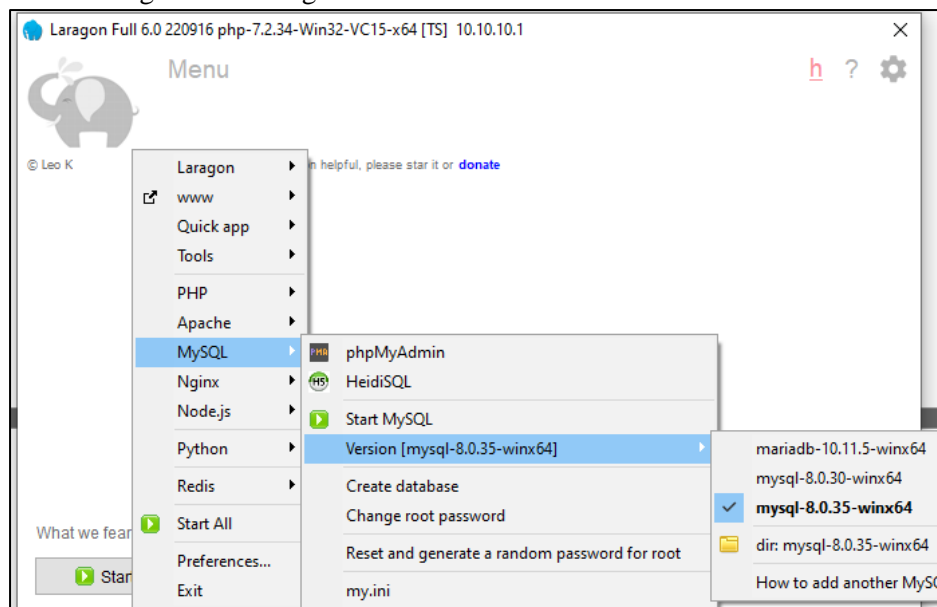 Laragon Full 6.0 220916 php-7.2.34-Win32-VC15-x64 [TS] 10.10.10.1
Menu
h ?
© Leo K
helpful, please star it or donate
Laragon
www
Quick app
Tools
PHP
Apache
MySQL
Nginx
Node.js
Python
Redis
Start All
Preferences...
Exit
phpMyAdmin
HeidiSQL
Start MySQL
Version [mysql-8.0.35-winx64]
Create database
Change root password
Reset and generate a random password for root
my.ini
mariadb-10.11.5-winx64
mysql-8.0.30-winx64
mysql-8.0.35-winx64
dir: mysql-8.0.35-winx64
How to add another MySQ
What we fear
Star